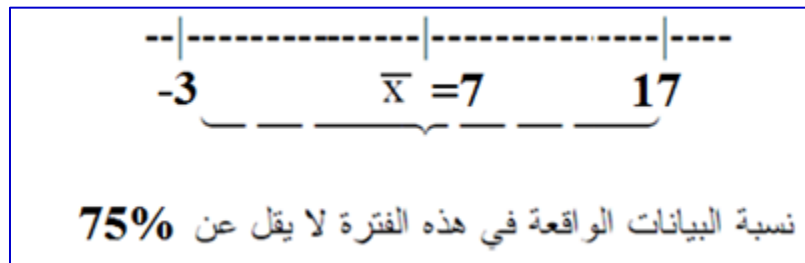 -3 x̄ =7 17
نسبة البيانات الواقعة في هذه الفترة لا يقل عن 75%